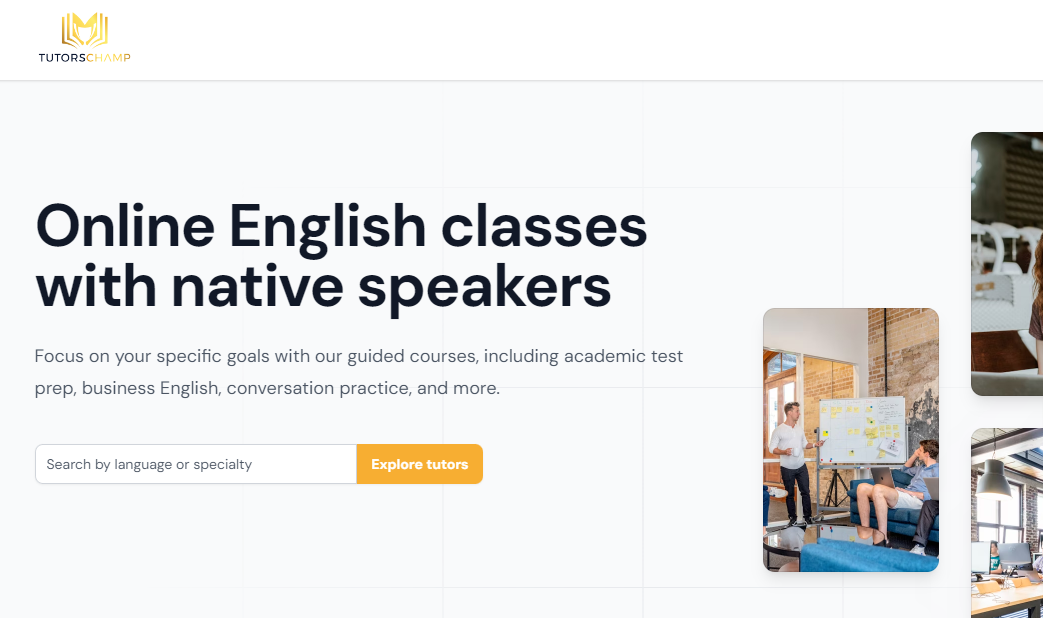 TUTORSCHAMP
Online English classes
with native speakers
Focus on your specific goals with our guided courses, including academic test
prep, business English, conversation practice, and more.
Search by language or specialty
Explore tutors